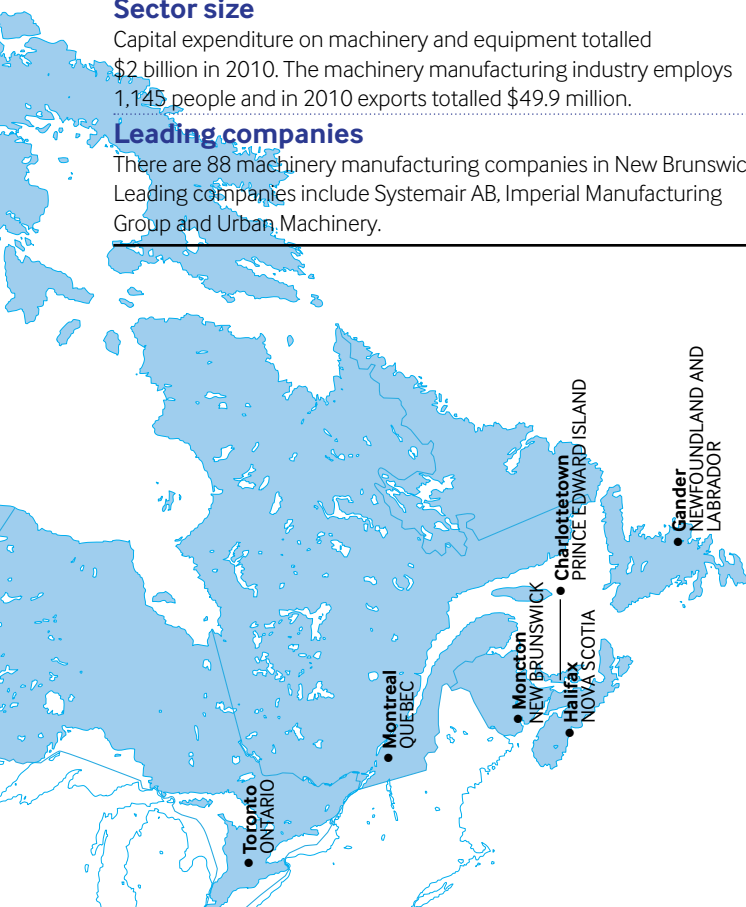 Sector size
Capital expenditure on machinery and equipment totalled
$2 billion in 2010. The machinery manufacturing industry employs
1,145 people and in 2010 exports totalled $49.9 million.
Leading companies
There are 88 machinery manufacturing companies in New Brunswic
Leading companies include Systemair AB, Imperial Manufacturing
Group and Urban Machinery.
Gander
NEWFOUNDLAND AND
LABRADOR
Charlottetown
PRINCE EDWARD ISLAND
Moncton
NEW BRUNSWICK
Halifax
NOVA SCOTIA
Montreal
QUEBEC
Toronto
ONTARIO